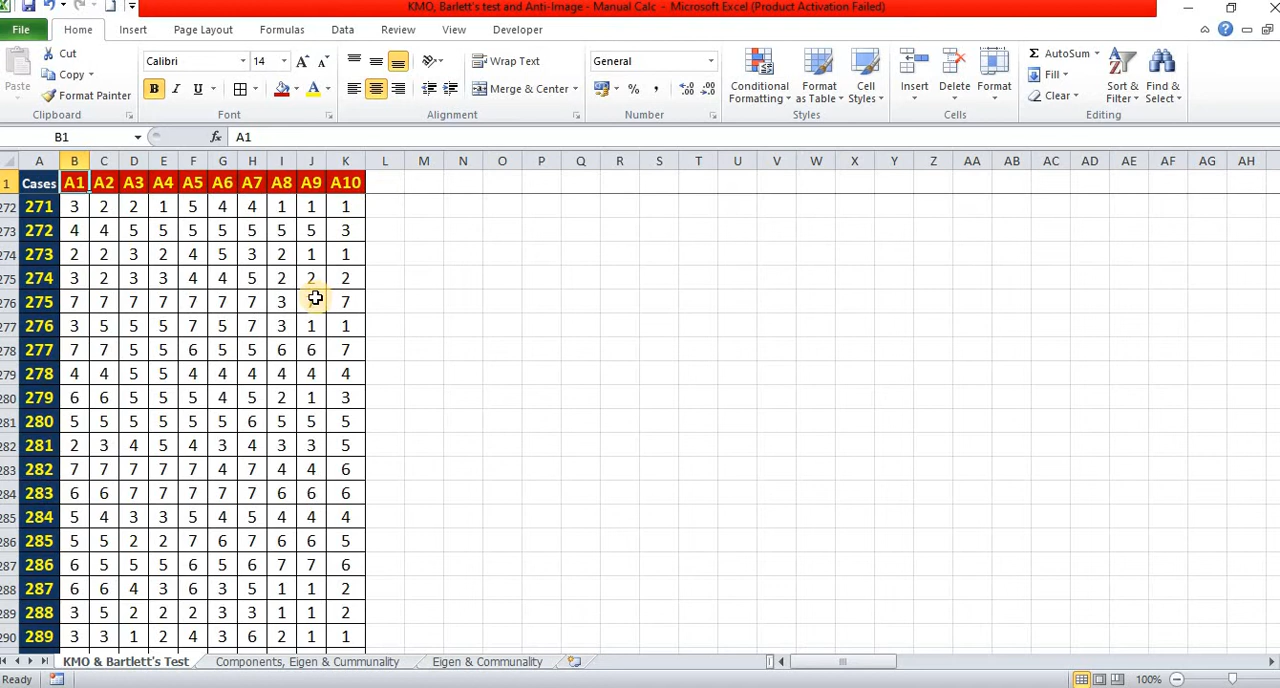 KMO, Barlett's test and Anti-Image - Manual Calc - Microsoft Excel (Product Activation Failed)
File Home Insert Page Layout Formulas Data Review View Developer
Cut
Copy
Format Painter
Paste
Clipboard
Calibri 14
B I U
Font
Wrap Text
Merge & Center
Alignment
General
Number
Conditional Formatting
Format as Table
Cell Styles
Styles
Insert Delete Format
Cells
AutoSum
Fill
Clear
Sort & Filter
Find & Select
Editing
B1 fx A1
A B C D E F G H I J K L M N O P Q R S T U V W X Y Z AA AB AC AD AE AF AG AH
1 Cases A1 A2 A3 A4 A5 A6 A7 A8 A9 A10
272 271 3 2 2 1 5 4 4 1 1 1
273 272 4 4 5 5 5 5 5 5 5 3
274 273 2 2 3 2 4 5 3 2 1 1
275 274 3 2 3 3 4 4 5 2 2 2
276 275 7 7 7 7 7 7 7 3 7
277 276 3 5 5 5 7 5 7 3 1 1
278 277 7 7 5 5 6 5 5 6 6 7
279 278 4 4 5 5 4 4 4 4 4 4
280 279 6 6 5 5 5 4 5 2 1 3
281 280 5 5 5 5 5 5 6 5 5 5
282 281 2 3 4 5 4 3 4 3 3 5
283 282 7 7 7 7 7 4 7 4 4 6
284 283 6 6 7 7 7 7 7 6 6 6
285 284 5 4 3 3 5 4 5 4 4 4
286 285 5 5 2 2 7 6 7 6 6 5
287 286 6 5 5 5 6 5 6 7 7 6
288 287 6 6 4 3 6 3 5 1 1 2
289 288 3 5 2 2 2 3 3 1 1 2
290 289 3 3 1 2 4 3 6 2 1 1
KMO & Bartlett's Test Components, Eigen & Cummunality Eigen & Communality
Ready 100%